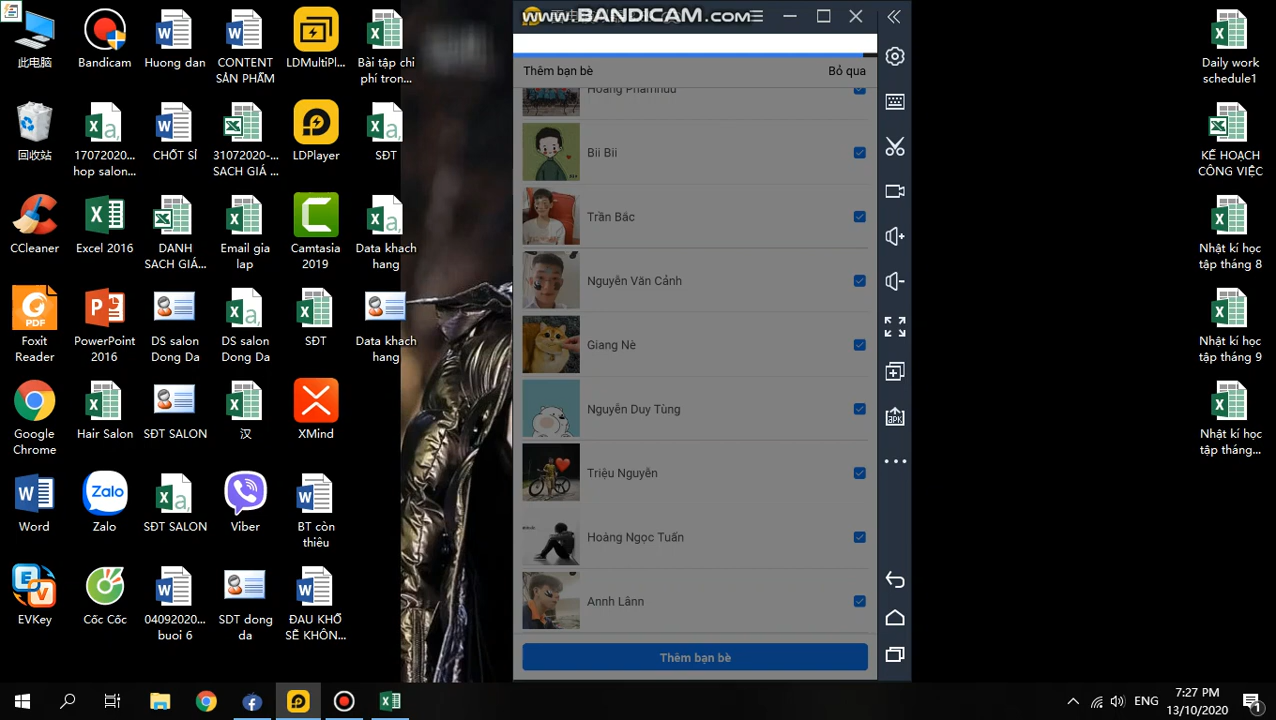 此电脑
Bandicam
Huong dan
CONTENT
SẢN PHẨM
LDMultiPl...
Bài tập chi
phí tron...
回收站
17072020...
hop salon...
CHỐT SỈ
31072020-...
SACH GIÁ ...
LDPlayer
SĐT
CCleaner
Excel 2016
DANH
SACH GIÁ...
Email gia
lap
Camtasia
2019
Data khach
hang
Foxit
Reader
PowerPoint
2016
DS salon
Dong Da
DS salon
Dong Da
SĐT
Data khach
hang
Google
Chrome
Hair Salon
SĐT SALON
汉
XMind
Word
Zalo
SĐT SALON
Viber
BT còn
thiêu
EVKey
Cốc Cốc
04092020...
buoi 6
SDT dong
da
ĐAU KHỔ
SẼ KHÔN...
www.BANDICAM.com
Thêm bạn bè
Bỏ qua
Hoàng Phamhdu
Bii Bii
Trần Bắc
Nguyễn Văn Cảnh
Giang Nè
Nguyễn Duy Tùng
Triệu Nguyễn
Hoàng Ngọc Tuấn
Annh Lânn
Thêm bạn bè
APK
Daily work
schedule1
KẾ HOẠCH
CÔNG VIỆC
Nhật kí học
tập tháng 8
Nhật kí học
tập tháng 9
Nhật kí học
tập tháng...
ENG
7:27 PM
13/10/2020
1